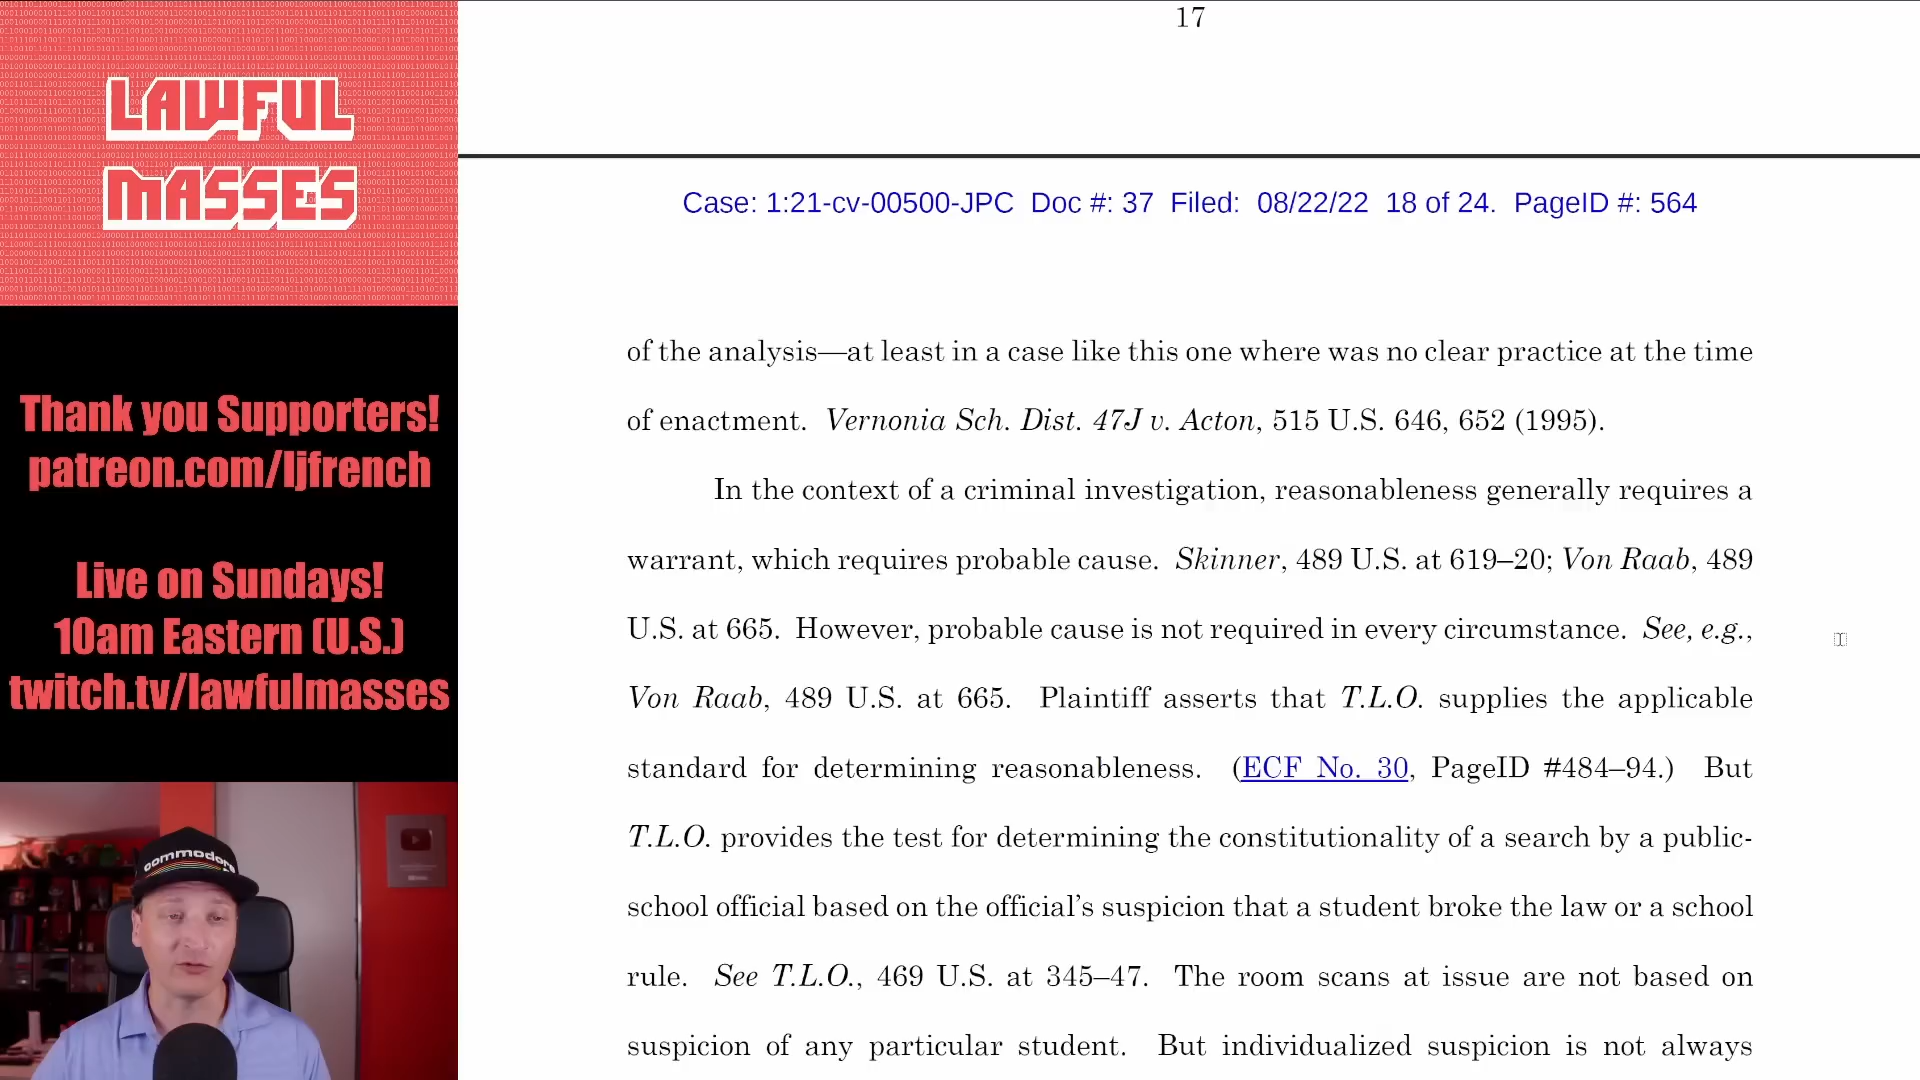 LAWFUL
MASSES
Thank you Supporters!
patreon.com/ljfrench
Live on Sundays!
10am Eastern (U.S.)
twitch.tv/lawfulmasses
commodore
17
Case: 1:21-cv-00500-JPC Doc #: 37 Filed: 08/22/22 18 of 24. PageID #: 564
of the analysis—at least in a case like this one where was no clear practice at the time
of enactment. Vernonia Sch. Dist. 47J v. Acton, 515 U.S. 646, 652 (1995).
In the context of a criminal investigation, reasonableness generally requires a
warrant, which requires probable cause. Skinner, 489 U.S. at 619–20; Von Raab, 489
U.S. at 665. However, probable cause is not required in every circumstance. See, e.g.,
Von Raab, 489 U.S. at 665. Plaintiff asserts that T.L.O. supplies the applicable
standard for determining reasonableness. (ECF No. 30, PageID #484–94.) But
T.L.O. provides the test for determining the constitutionality of a search by a public-
school official based on the official's suspicion that a student broke the law or a school
rule. See T.L.O., 469 U.S. at 345–47. The room scans at issue are not based on
suspicion of any particular student. But individualized suspicion is not always